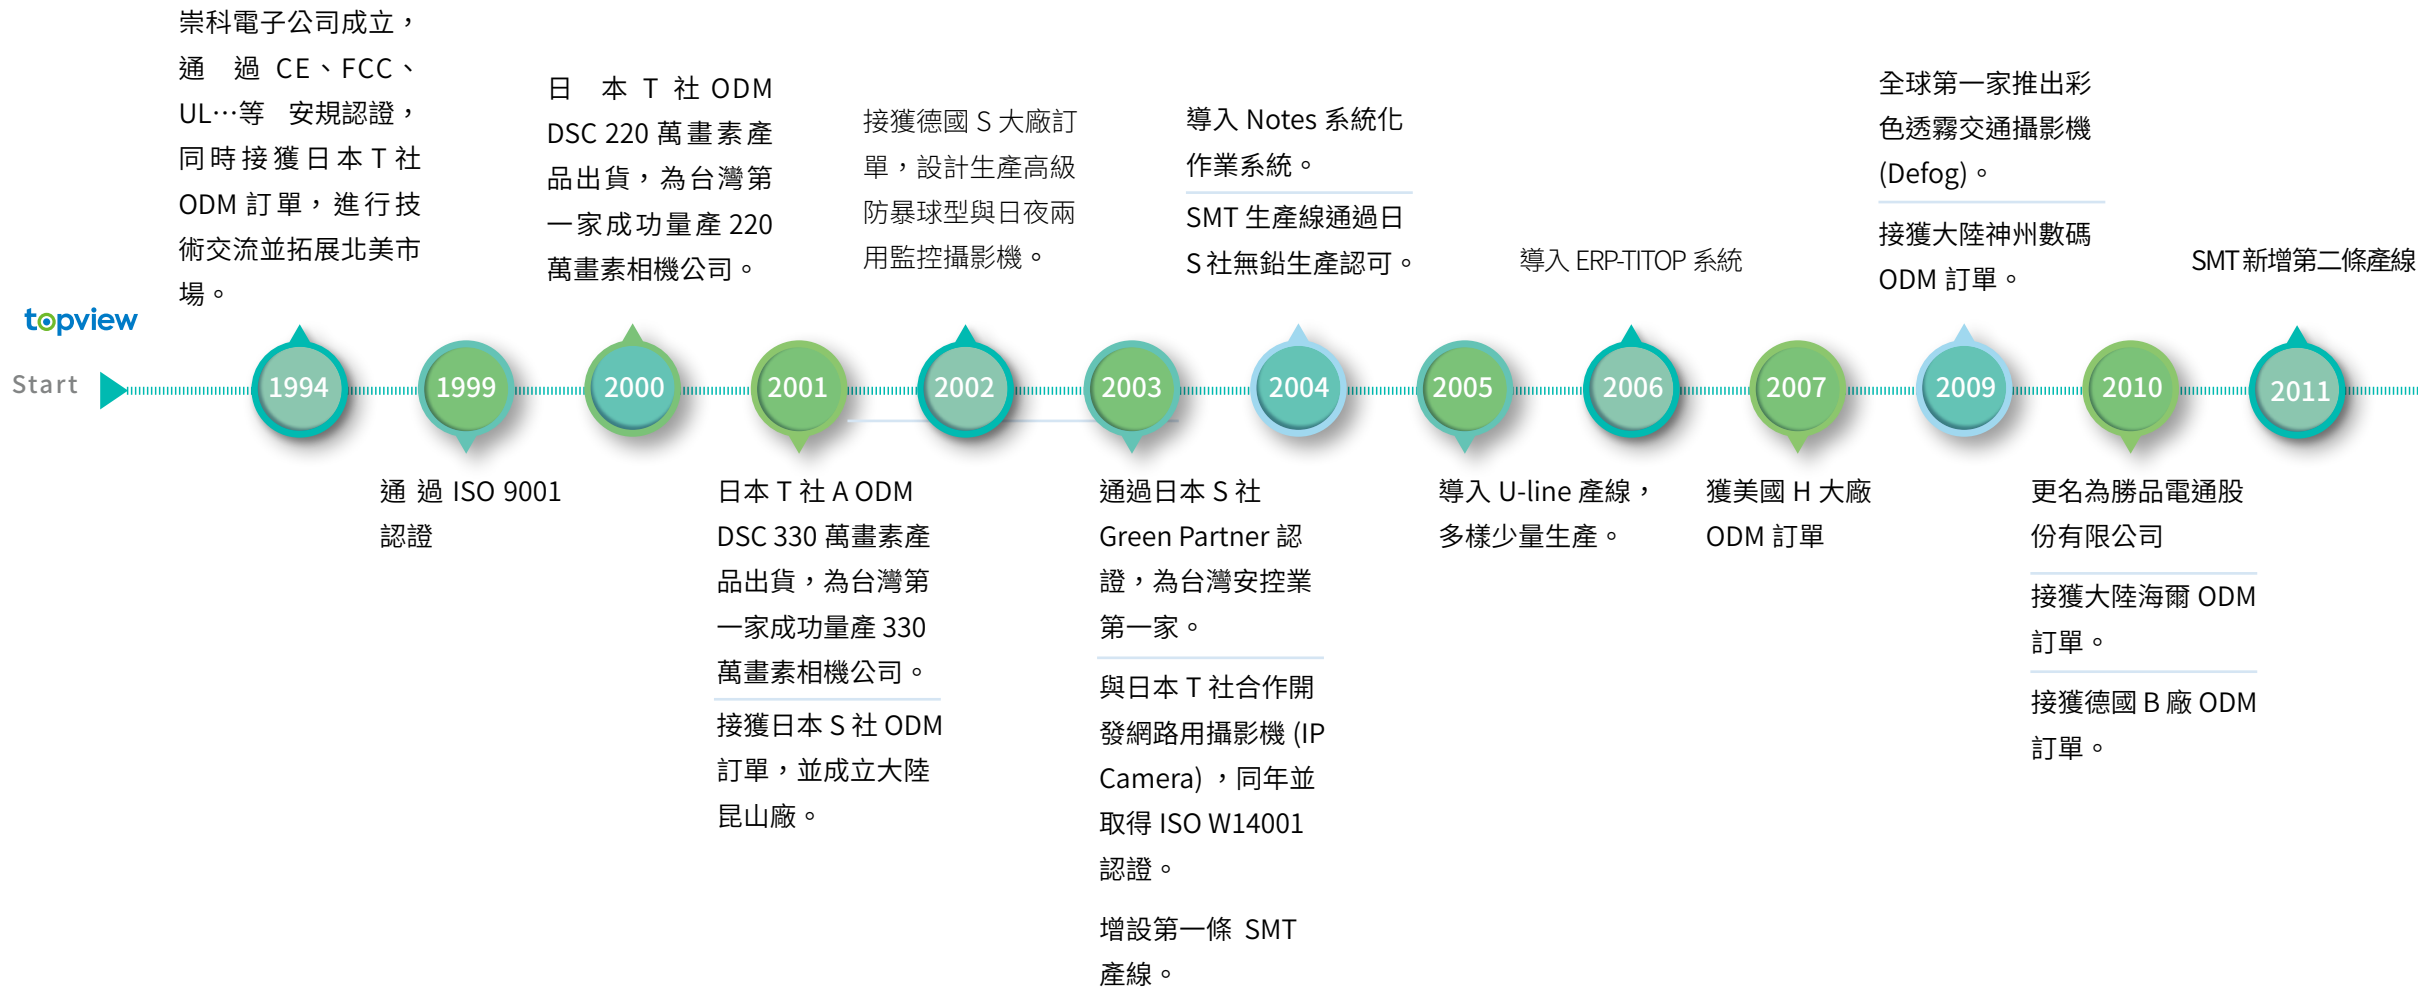 崇科電子公司成立，
通 過 CE、FCC、
UL…等 安規認證，
同時接獲日本 T 社
ODM 訂單，進行技
術交流並拓展北美市
場。
日 本 T 社 ODM
DSC 220 萬畫素產
品出貨，為台灣第
一家成功量產 220
萬畫素相機公司。
接獲德國 S 大廠訂
單，設計生產高級
防暴球型與日夜兩
用監控攝影機。
導入 Notes 系統化
作業系統。
SMT 生產線通過日
S 社無鉛生產認可。
導入 ERP-TITOP 系統
全球第一家推出彩
色透霧交通攝影機
(Defog)。
接獲大陸神州數碼
ODM 訂單。
SMT 新增第二條產線
topview
Start
1994
1999
2000
2001
2002
2003
2004
2005
2006
2007
2009
2010
2011
通 過 ISO 9001
認證
日本 T 社 A ODM
DSC 330 萬畫素產
品出貨，為台灣第
一家成功量產 330
萬畫素相機公司。
接獲日本 S 社 ODM
訂單，並成立大陸
昆山廠。
通過日本 S 社
Green Partner 認
證，為台灣安控業
第一家。
與日本 T 社合作開
發網路用攝影機 (IP
Camera) ，同年並
取得 ISO W14001
認證。
增設第一條 SMT
產線。
導入 U-line 產線，
多樣少量生產。
獲美國 H 大廠
ODM 訂單
更名為勝品電通股
份有限公司
接獲大陸海爾 ODM
訂單。
接獲德國 B 廠 ODM
訂單。